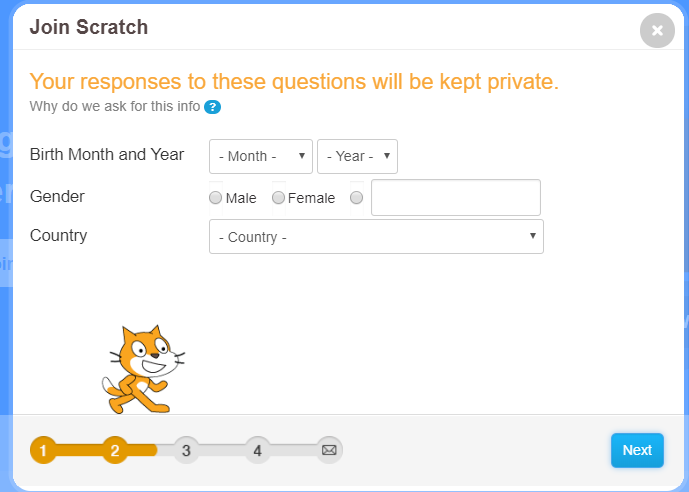 Join Scratch
Your responses to these questions will be kept private.
Why do we ask for this info ?
Birth Month and Year - Month - - Year -
Gender Male Female
Country - Country -
1 2 3 4
Next